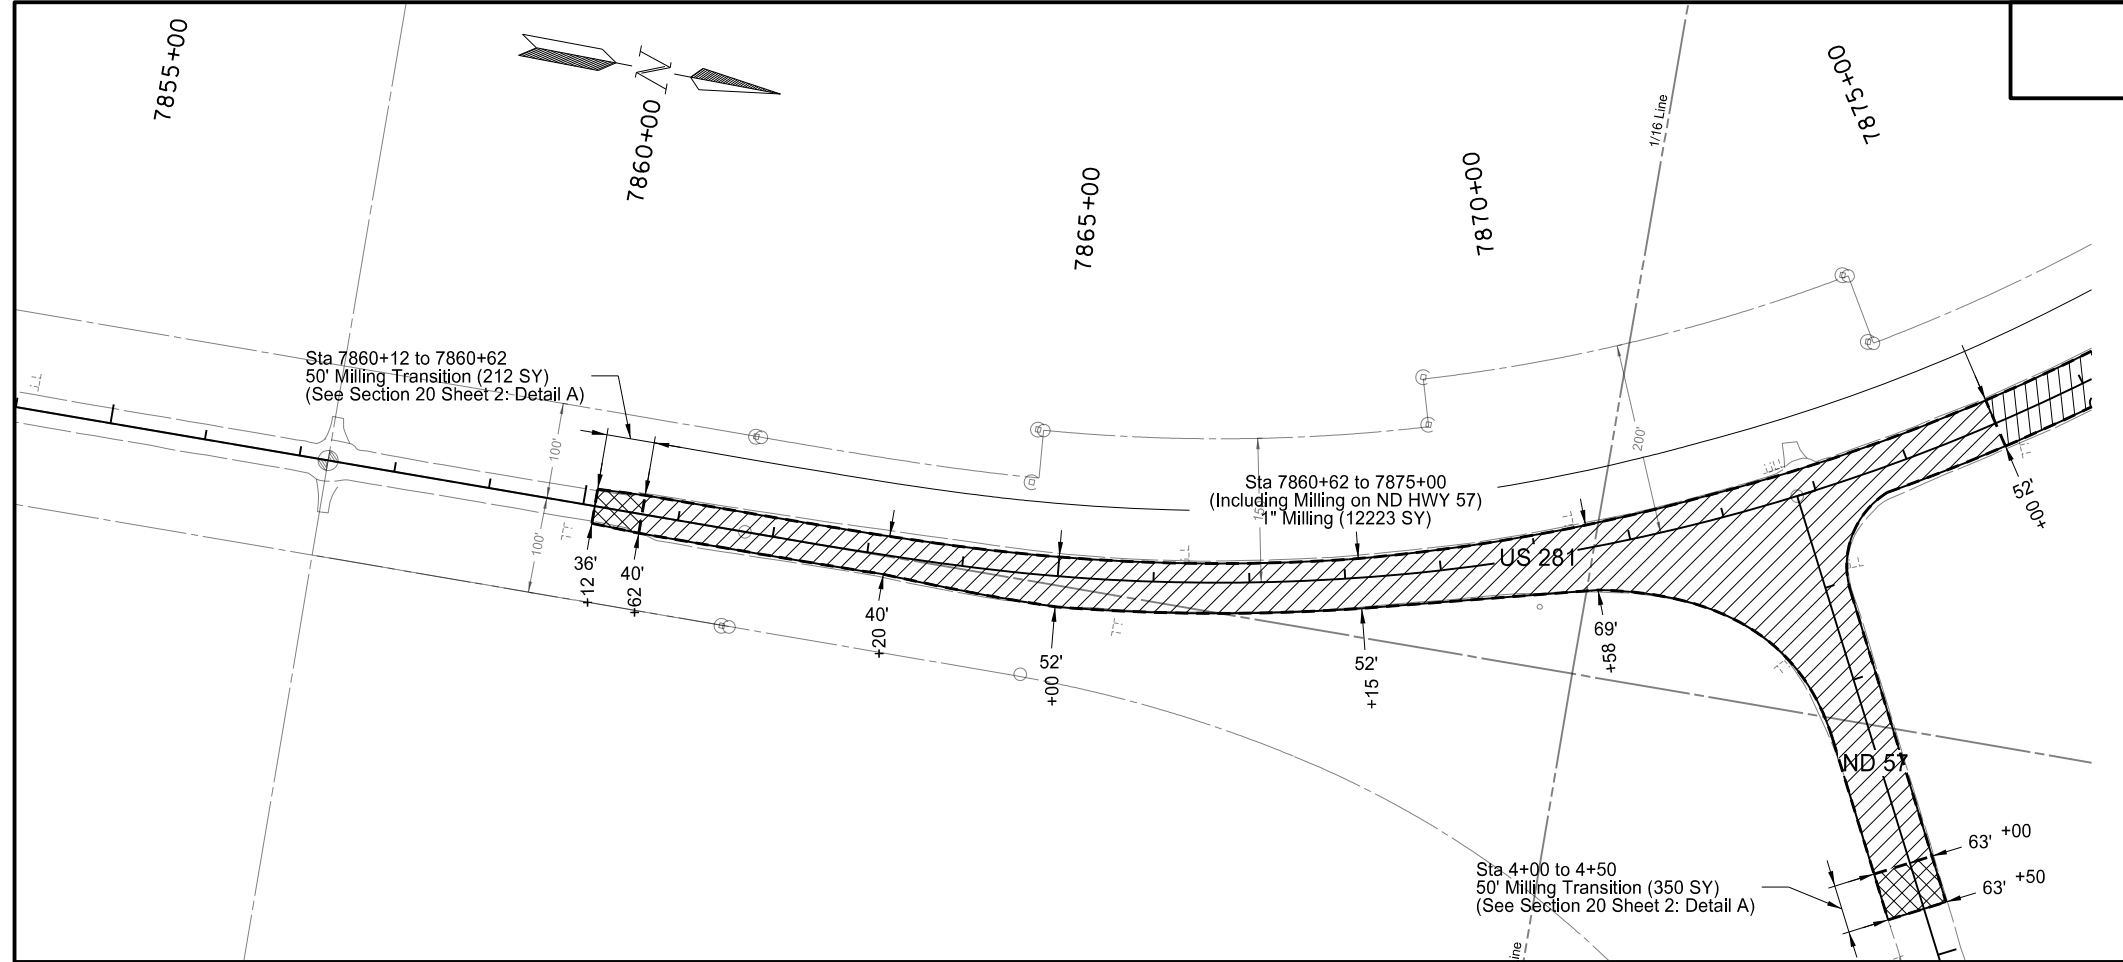 7855+00
7860+00
7865+00
7870+00
7875+00
N
1/16 Line
Sta 7860+12 to 7860+62
50' Milling Transition (212 SY)
(See Section 20 Sheet 2: Detail A)
100'
100'
Sta 7860+62 to 7875+00
(Including Milling on ND HWY 57)
1" Milling (12223 SY)
200'
US 281
36'
+12
40'
+62
40'
+20
52'
+00
52'
+15
69'
+58
52'
+00
ND 57
63' +00
63' +50
Sta 4+00 to 4+50
50' Milling Transition (350 SY)
(See Section 20 Sheet 2: Detail A)
ine